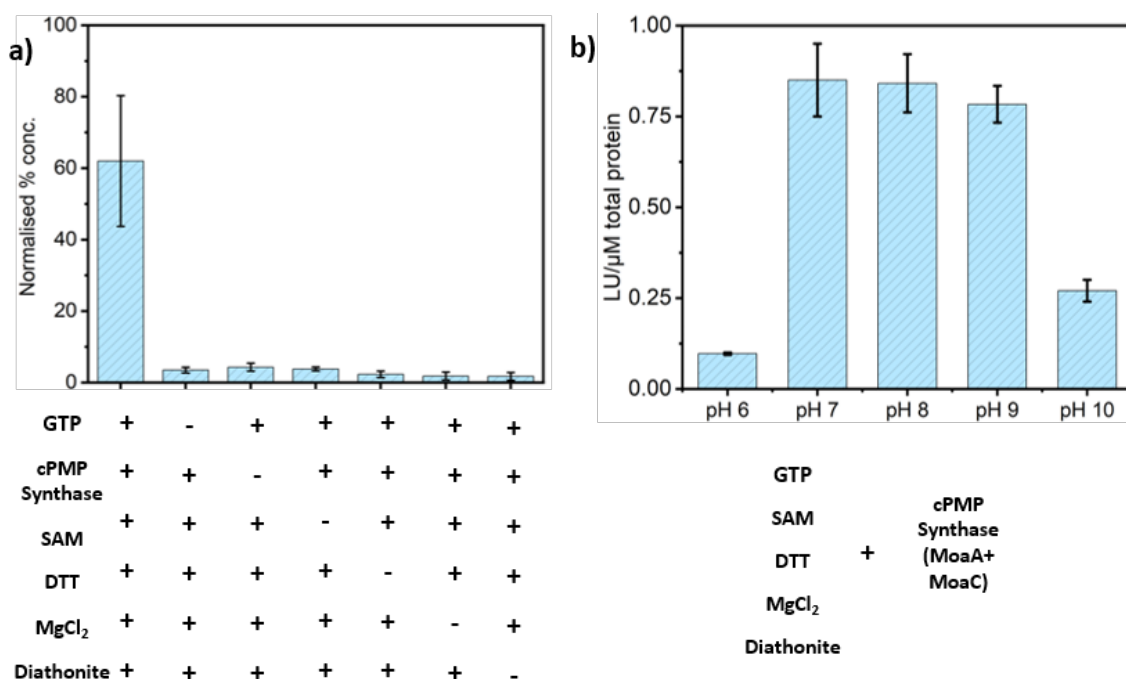 a)
Normalised % conc.
100
80
60
40
20
0
GTP + - + + + + +
cPMP Synthase + + - + + + +
SAM + + + - + + +
DTT + + + + - + +
MgCl₂ + + + + + - +
Diathonite + + + + + + -
b)
LU/µM total protein
1.00
0.75
0.50
0.25
0.00
pH 6 pH 7 pH 8 pH 9 pH 10
GTP
SAM
DTT
MgCl₂
Diathonite
+
cPMP
Synthase
(MoaA+
MoaC)